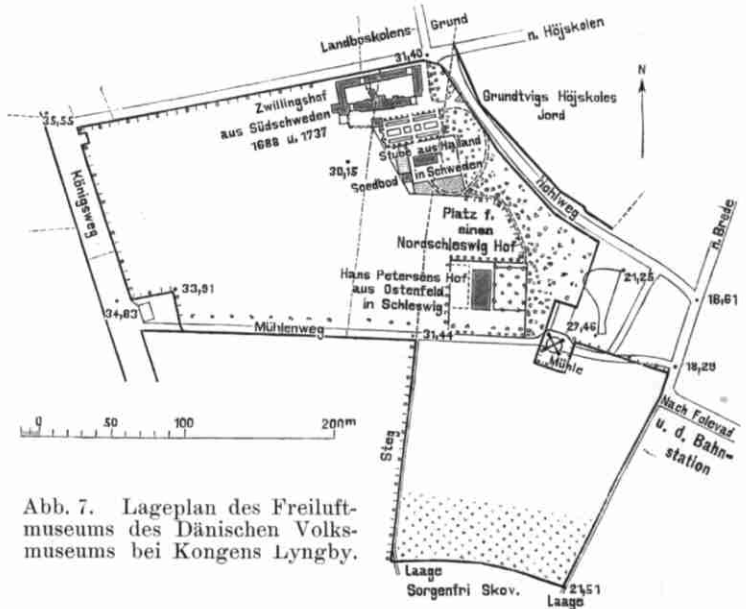 Landboskolens Grund
n. Höjskolen
31,40
N
Zwillingshof
aus Südschweden
1688 u. 1737
Grundtvigs Höjskoles
Jord
35,55
Königsweg
30,15
Stube aus Halland
Soedbod in Schweden
Hohlweg
Platz f.
einen
Nordschleswig Hof
n. Brede
Hans Petersens Hof
aus Ostenfeld
in Schleswig
33,91
34,83
21,25
18,61
27,46
Mühlenweg
31,44
Mühle
18,20
Nach Folevad
u. d. Bahn-
station
0 50 100 200m
Steg
Laage
Sorgenfri Skov.
21,51
Laage
Abb. 7. Lageplan des Freiluft-
museums des Dänischen Volks-
museums bei Kongens Lyngby.